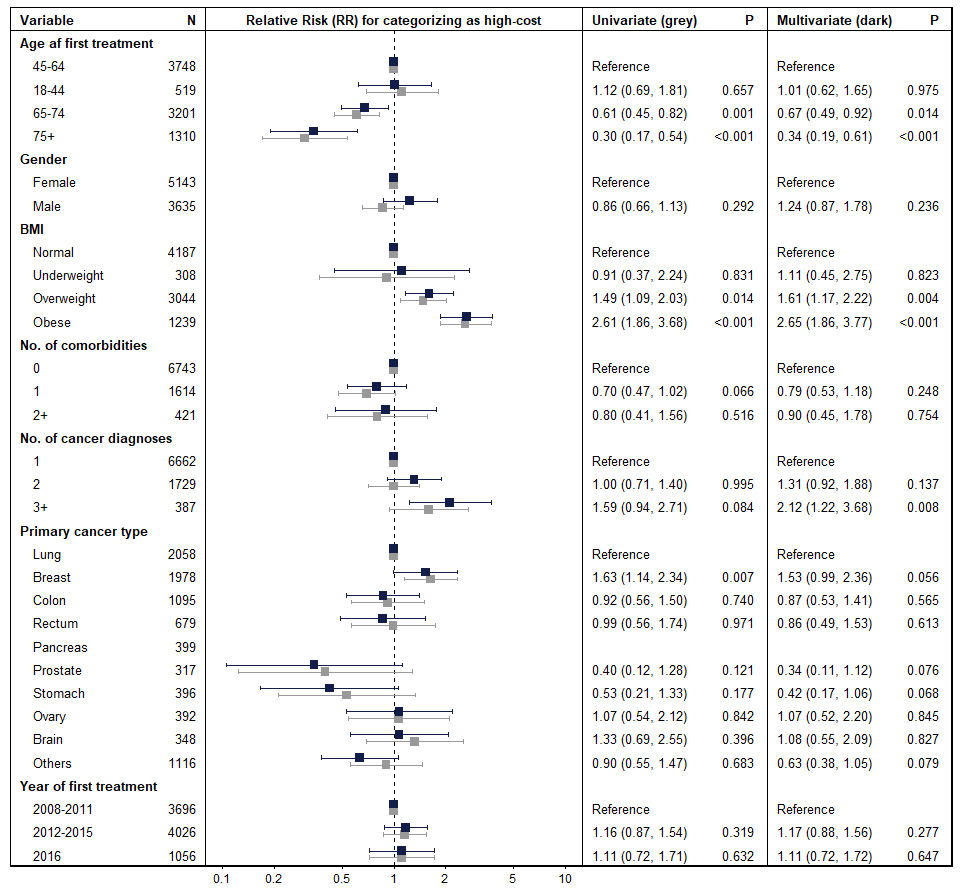 Variable N Relative Risk (RR) for categorizing as high-cost Univariate (grey) P Multivariate (dark) P
Age af first treatment
45-64 3748 Reference Reference
18-44 519 1.12 (0.69, 1.81) 0.657 1.01 (0.62, 1.65) 0.975
65-74 3201 0.61 (0.45, 0.82) 0.001 0.67 (0.49, 0.92) 0.014
75+ 1310 0.30 (0.17, 0.54) <0.001 0.34 (0.19, 0.61) <0.001
Gender
Female 5143 Reference Reference
Male 3635 0.86 (0.66, 1.13) 0.292 1.24 (0.87, 1.78) 0.236
BMI
Normal 4187 Reference Reference
Underweight 308 0.91 (0.37, 2.24) 0.831 1.11 (0.45, 2.75) 0.823
Overweight 3044 1.49 (1.09, 2.03) 0.014 1.61 (1.17, 2.22) 0.004
Obese 1239 2.61 (1.86, 3.68) <0.001 2.65 (1.86, 3.77) <0.001
No. of comorbidities
0 6743 Reference Reference
1 1614 0.70 (0.47, 1.02) 0.066 0.79 (0.53, 1.18) 0.248
2+ 421 0.80 (0.41, 1.56) 0.516 0.90 (0.45, 1.78) 0.754
No. of cancer diagnoses
1 6662 Reference Reference
2 1729 1.00 (0.71, 1.40) 0.995 1.31 (0.92, 1.88) 0.137
3+ 387 1.59 (0.94, 2.71) 0.084 2.12 (1.22, 3.68) 0.008
Primary cancer type
Lung 2058 Reference Reference
Breast 1978 1.63 (1.14, 2.34) 0.007 1.53 (0.99, 2.36) 0.056
Colon 1095 0.92 (0.56, 1.50) 0.740 0.87 (0.53, 1.41) 0.565
Rectum 679 0.99 (0.56, 1.74) 0.971 0.86 (0.49, 1.53) 0.613
Pancreas 399
Prostate 317 0.40 (0.12, 1.28) 0.121 0.34 (0.11, 1.12) 0.076
Stomach 396 0.53 (0.21, 1.33) 0.177 0.42 (0.17, 1.06) 0.068
Ovary 392 1.07 (0.54, 2.12) 0.842 1.07 (0.52, 2.20) 0.845
Brain 348 1.33 (0.69, 2.55) 0.396 1.08 (0.55, 2.09) 0.827
Others 1116 0.90 (0.55, 1.47) 0.683 0.63 (0.38, 1.05) 0.079
Year of first treatment
2008-2011 3696 Reference Reference
2012-2015 4026 1.16 (0.87, 1.54) 0.319 1.17 (0.88, 1.56) 0.277
2016 1056 1.11 (0.72, 1.71) 0.632 1.11 (0.72, 1.72) 0.647
0.1 0.2 0.5 1 2 5 10